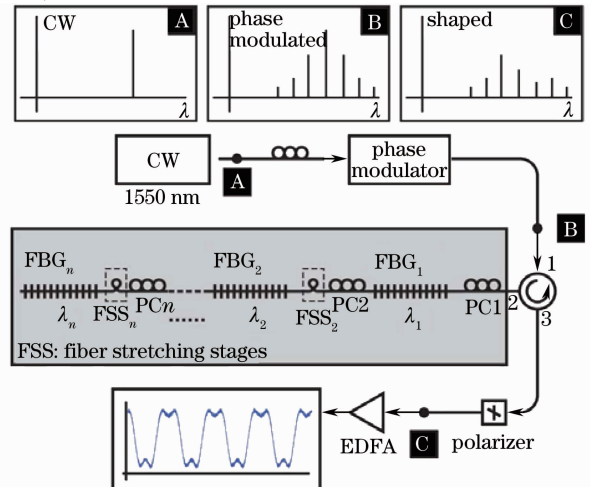 CW
A
λ
phase
modulated
B
λ
shaped
C
λ
CW
1550 nm
A
phase
modulator
B
1
2
3
FBGn
λn
FSSn
PCn
......
FBG2
λ2
FSS2
PC2
FBG1
λ1
PC1
FSS: fiber stretching stages
EDFA
C
polarizer